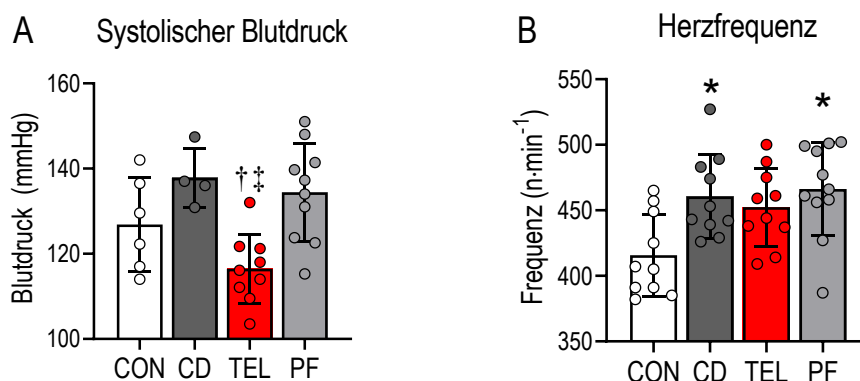 A Systolischer Blutdruck
Blutdruck (mmHg)
160
140
120
100
†‡
CON CD TEL PF
B Herzfrequenz
Frequenz (n·min⁻¹)
550
500
450
400
350
*
*
CON CD TEL PF